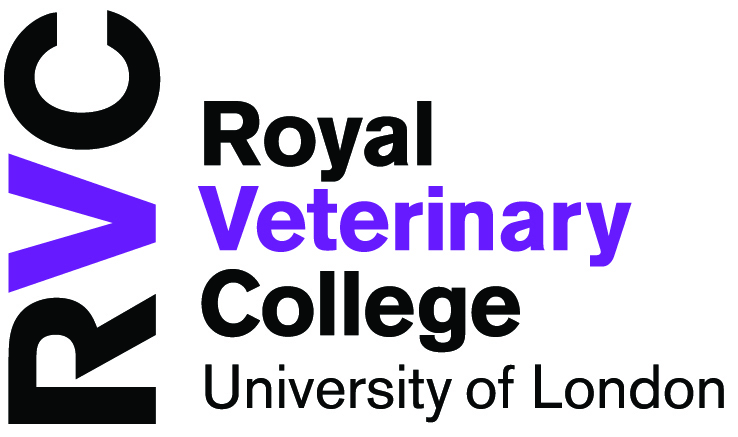 RVC
Royal
Veterinary
College
University of London